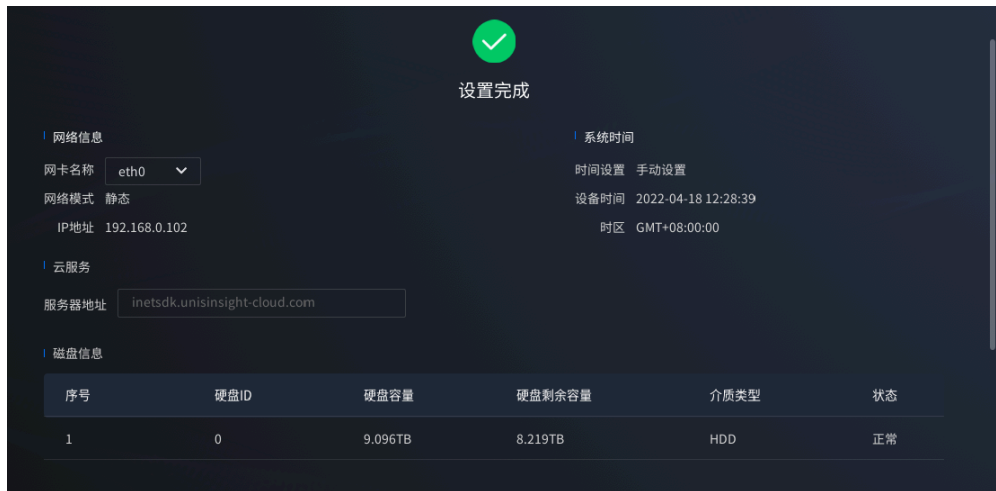 设置完成
网络信息
网卡名称 eth0
网络模式 静态
IP地址 192.168.0.102
系统时间
时间设置 手动设置
设备时间 2022-04-18 12:28:39
时区 GMT+08:00:00
云服务
服务器地址 inetsdk.unisinsight-cloud.com
磁盘信息
序号 硬盘ID 硬盘容量 硬盘剩余容量 介质类型 状态
1 0 9.096TB 8.219TB HDD 正常